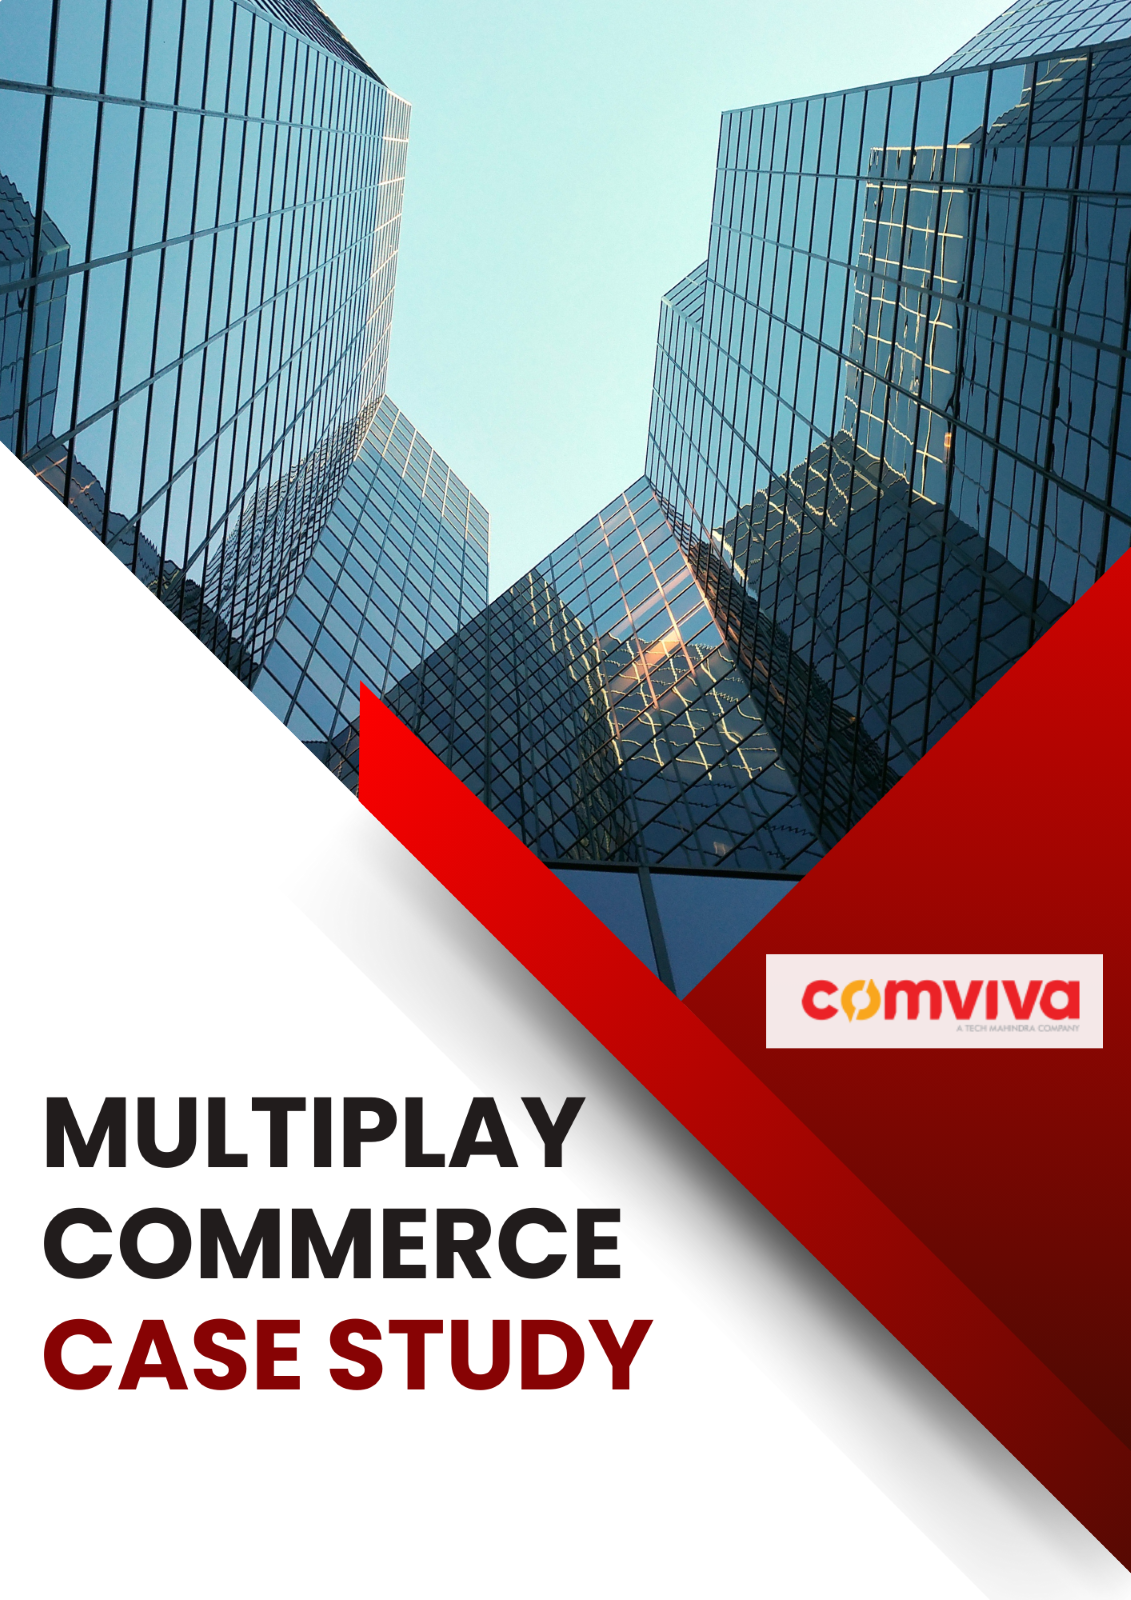 comviva
A TECH MAHINDRA COMPANY
MULTIPLAY
COMMERCE
CASE STUDY